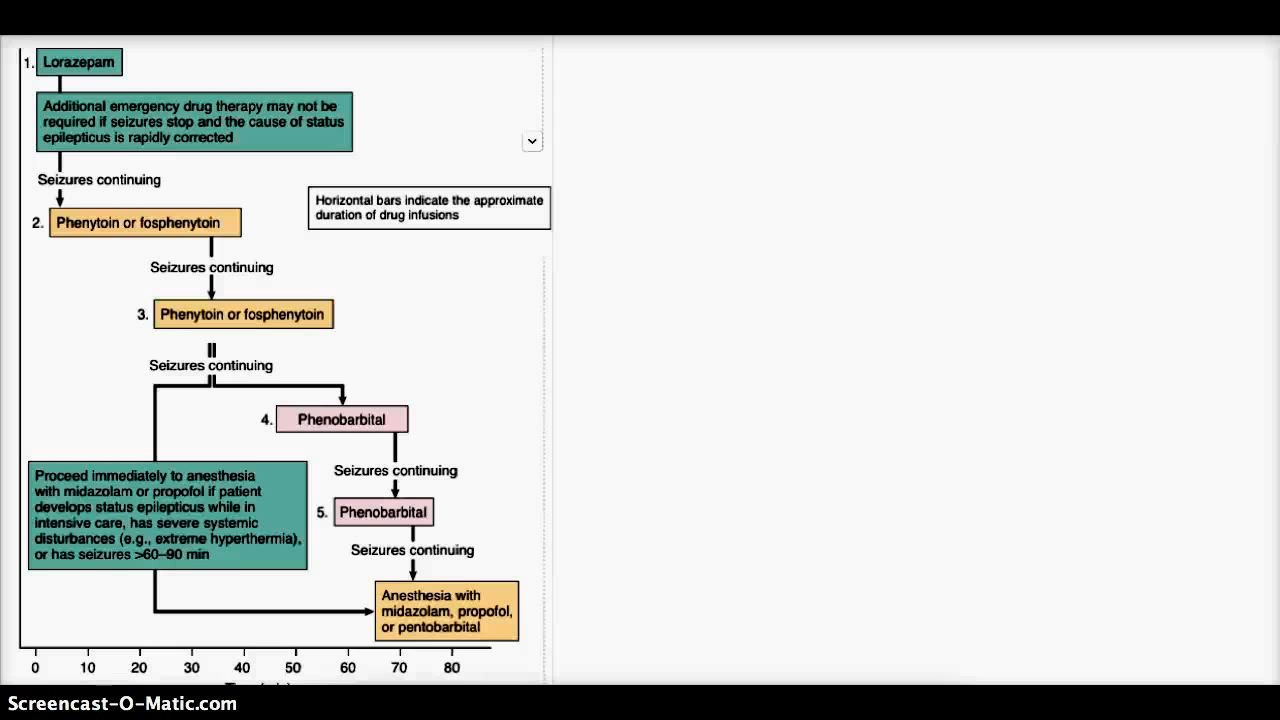 1. Lorazepam
Additional emergency drug therapy may not be
required if seizures stop and the cause of status
epilepticus is rapidly corrected
Seizures continuing
Horizontal bars indicate the approximate
duration of drug infusions
2. Phenytoin or fosphenytoin
Seizures continuing
3. Phenytoin or fosphenytoin
Seizures continuing
4. Phenobarbital
Seizures continuing
Proceed immediately to anesthesia
with midazolam or propofol if patient
develops status epilepticus while in
intensive care, has severe systemic
disturbances (e.g., extreme hyperthermia),
or has seizures >60–90 min
5. Phenobarbital
Seizures continuing
Anesthesia with
midazolam, propofol,
or pentobarbital
0 10 20 30 40 50 60 70 80
Screencast-O-Matic.com